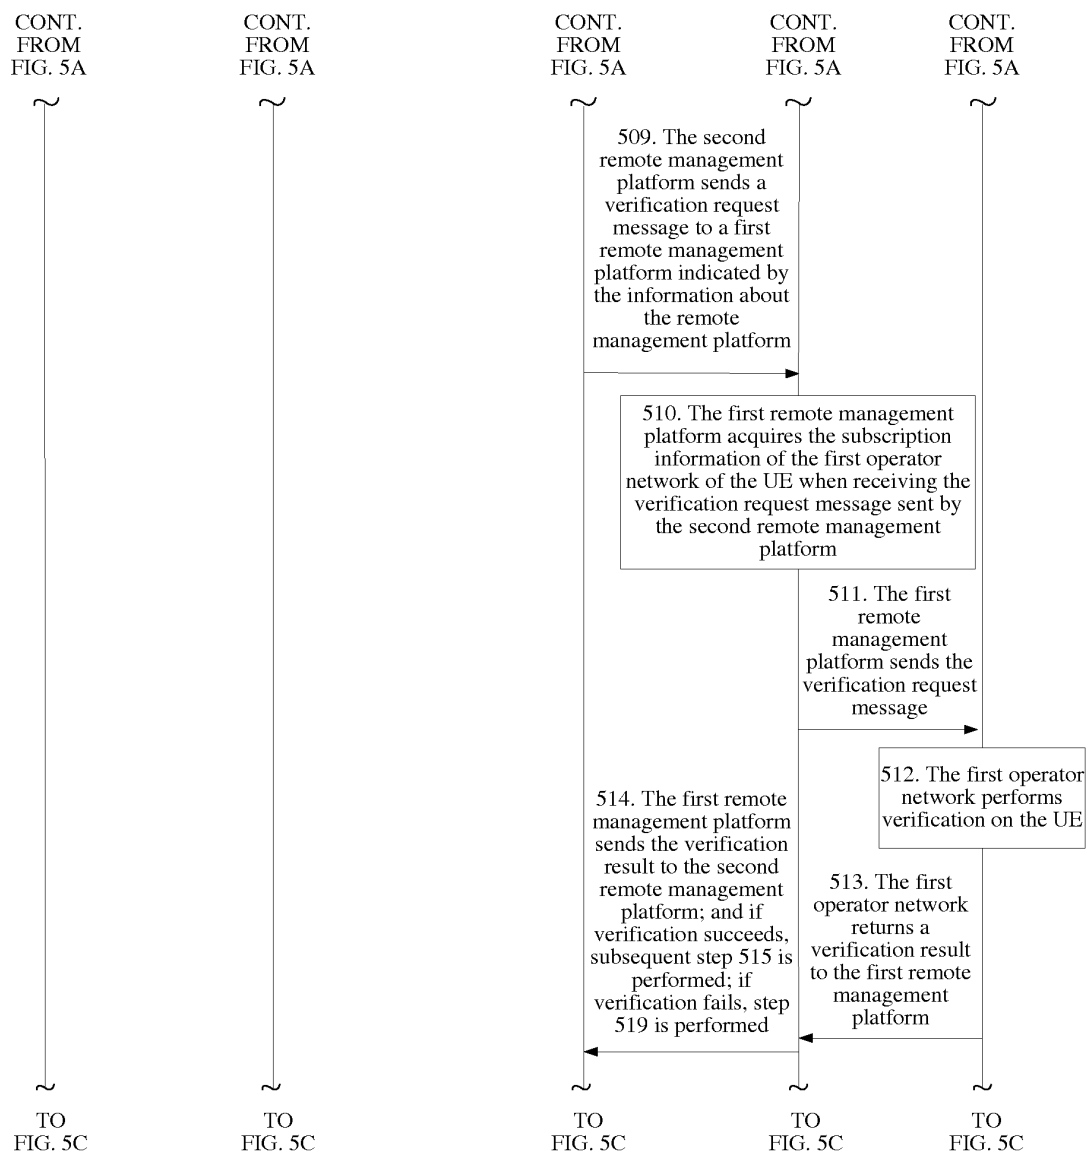 CONT.
FROM
FIG. 5A
CONT.
FROM
FIG. 5A
CONT.
FROM
FIG. 5A
CONT.
FROM
FIG. 5A
CONT.
FROM
FIG. 5A
509. The second
remote management
platform sends a
verification request
message to a first
remote management
platform indicated by
the information about
the remote
management platform
510. The first remote management
platform acquires the subscription
information of the first operator
network of the UE when receiving the
verification request message sent by
the second remote management
platform
511. The first
remote
management
platform sends the
verification request
message
512. The first operator
network performs
verification on the UE
513. The first
operator network
returns a
verification result
to the first remote
management
platform
514. The first remote
management platform
sends the verification
result to the second
remote management
platform; and if
verification succeeds,
subsequent step 515 is
performed; if
verification fails, step
519 is performed
TO
FIG. 5C
TO
FIG. 5C
TO
FIG. 5C
TO
FIG. 5C
TO
FIG. 5C